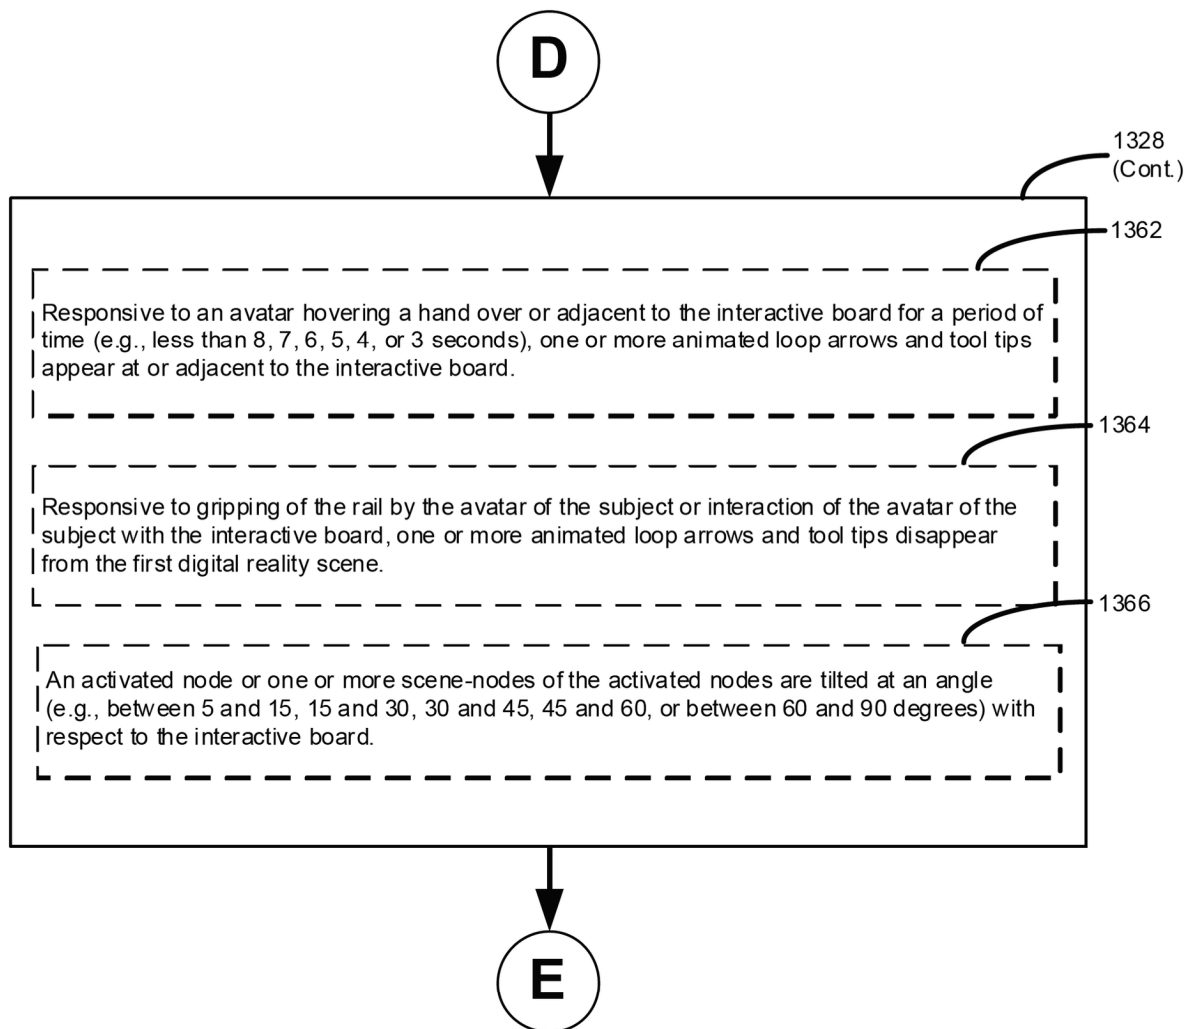 D
1328
(Cont.)
1362
Responsive to an avatar hovering a hand over or adjacent to the interactive board for a period of
time (e.g., less than 8, 7, 6, 5, 4, or 3 seconds), one or more animated loop arrows and tool tips
appear at or adjacent to the interactive board.
1364
Responsive to gripping of the rail by the avatar of the subject or interaction of the avatar of the
subject with the interactive board, one or more animated loop arrows and tool tips disappear
from the first digital reality scene.
1366
An activated node or one or more scene-nodes of the activated nodes are tilted at an angle
(e.g., between 5 and 15, 15 and 30, 30 and 45, 45 and 60, or between 60 and 90 degrees) with
respect to the interactive board.
E